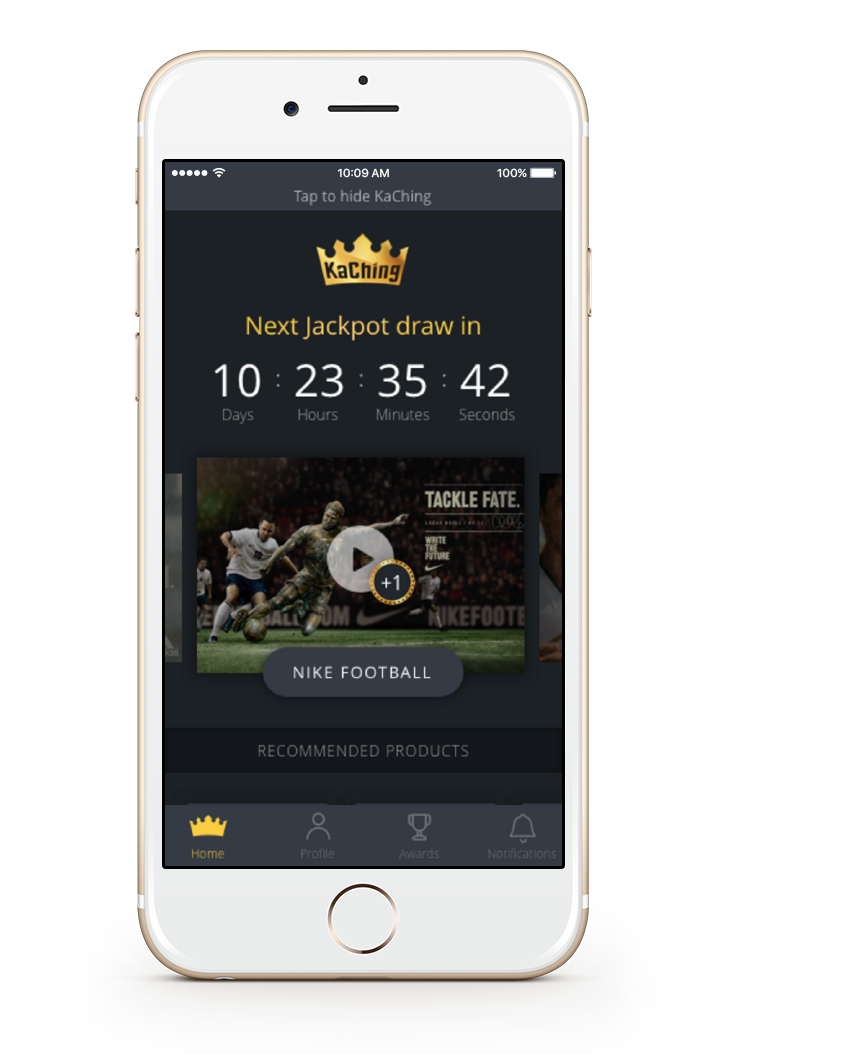 10:09 AM
100%
Tap to hide KaChing
KaChing
Next Jackpot draw in
10 : 23 : 35 : 42
Days Hours Minutes Seconds
TACKLE FATE.
WRITE
THE
FUTURE
+1
NIKEFOOTB
NIKE FOOTBALL
RECOMMENDED PRODUCTS
Home Profile Awards Notifications